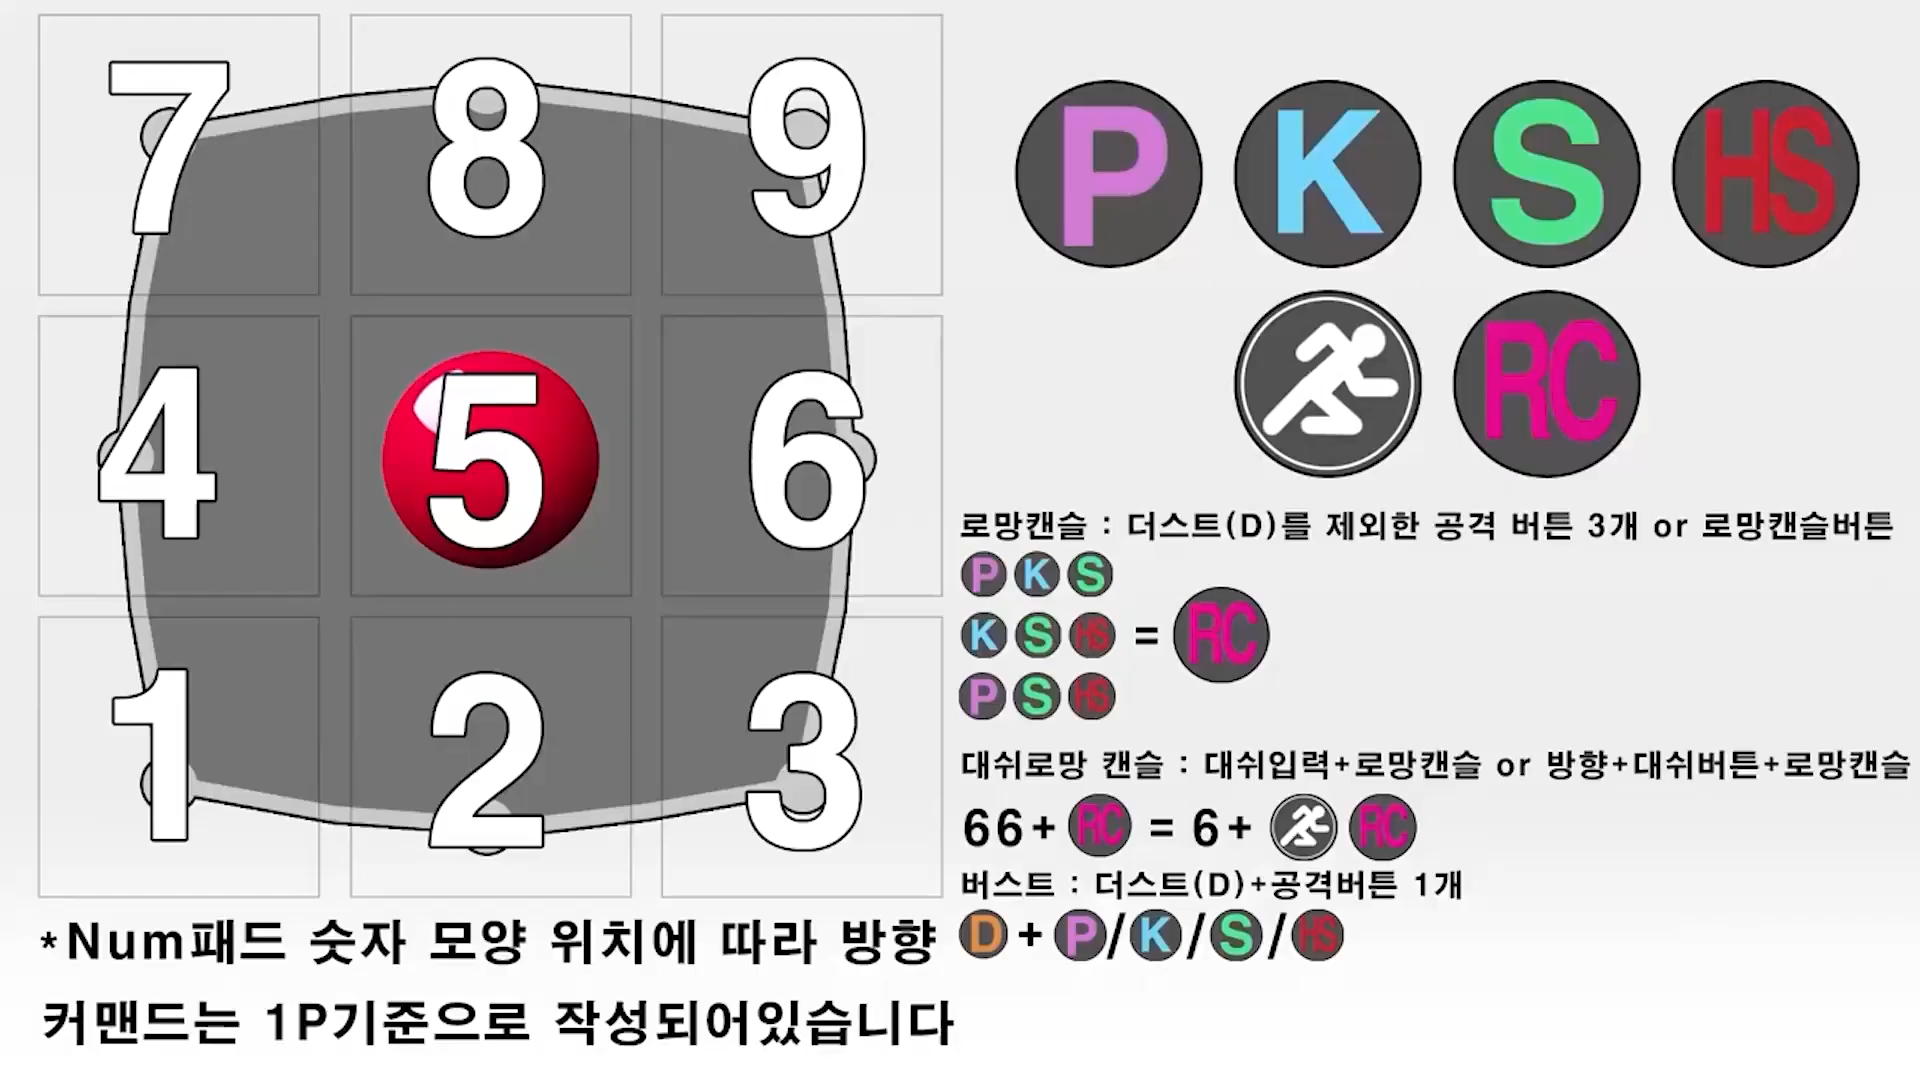 7 8 9
4 5 6
1 2 3
*Num패드 숫자 모양 위치에 따라 방향
커맨드는 1P기준으로 작성되어있습니다
P K S HS
RC
로망캔슬 : 더스트(D)를 제외한 공격 버튼 3개 or 로망캔슬버튼
P K S
K S HS = RC
P S HS
대쉬로망 캔슬 : 대쉬입력+로망캔슬 or 방향+대쉬버튼+로망캔슬
66+ RC = 6+ RC
버스트 : 더스트(D)+공격버튼 1개
D + P/K/S/HS